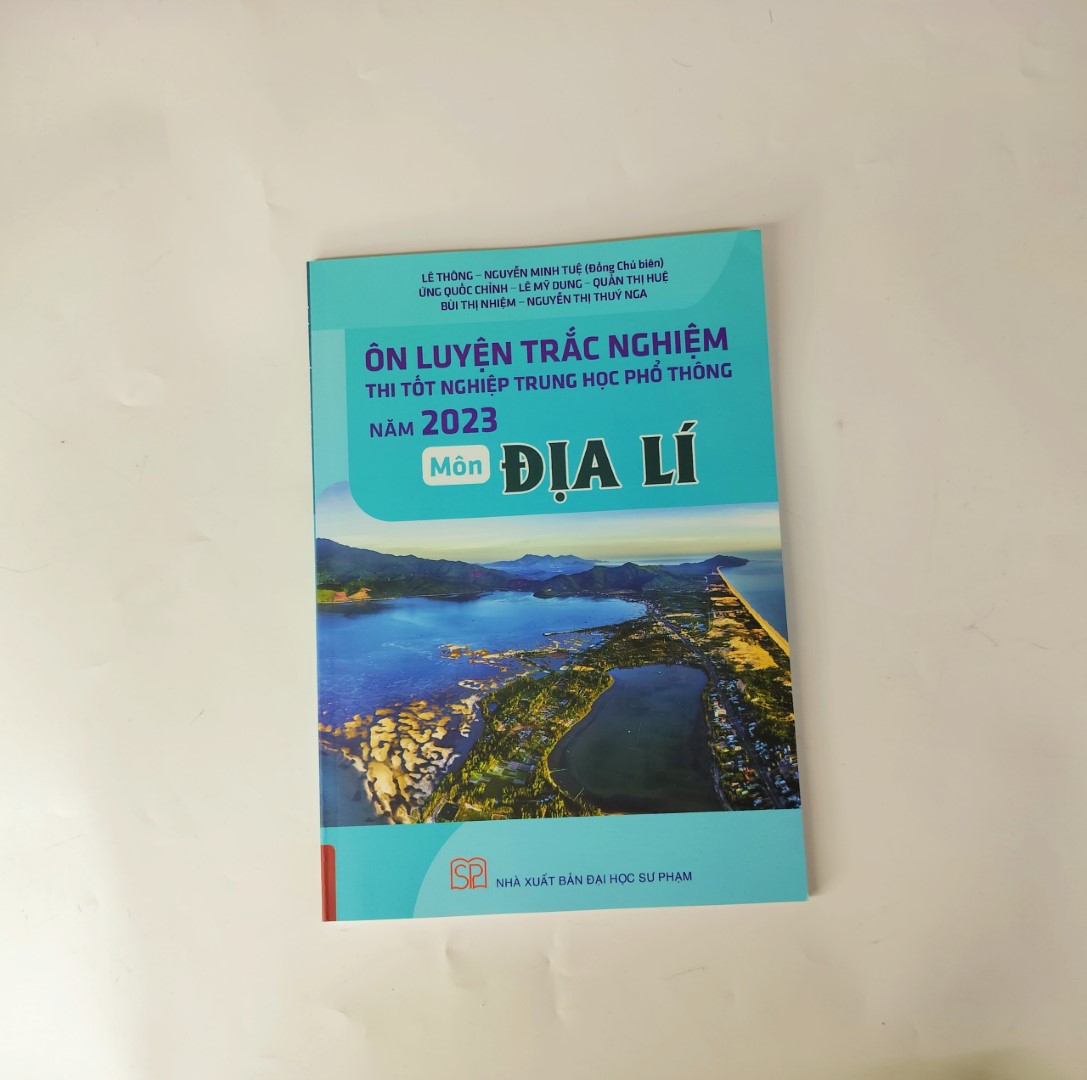 LÊ THÔNG – NGUYỄN MINH TUỆ (Đồng Chủ biên)
ỨNG QUỐC CHỈNH – LÊ MỸ DUNG – QUẢN THỊ HUỆ
BÙI THỊ NHIỆM – NGUYỄN THỊ THUÝ NGA
ÔN LUYỆN TRẮC NGHIỆM
THI TỐT NGHIỆP TRUNG HỌC PHỔ THÔNG
NĂM 2023
Môn ĐỊA LÍ
SP NHÀ XUẤT BẢN ĐẠI HỌC SƯ PHẠM